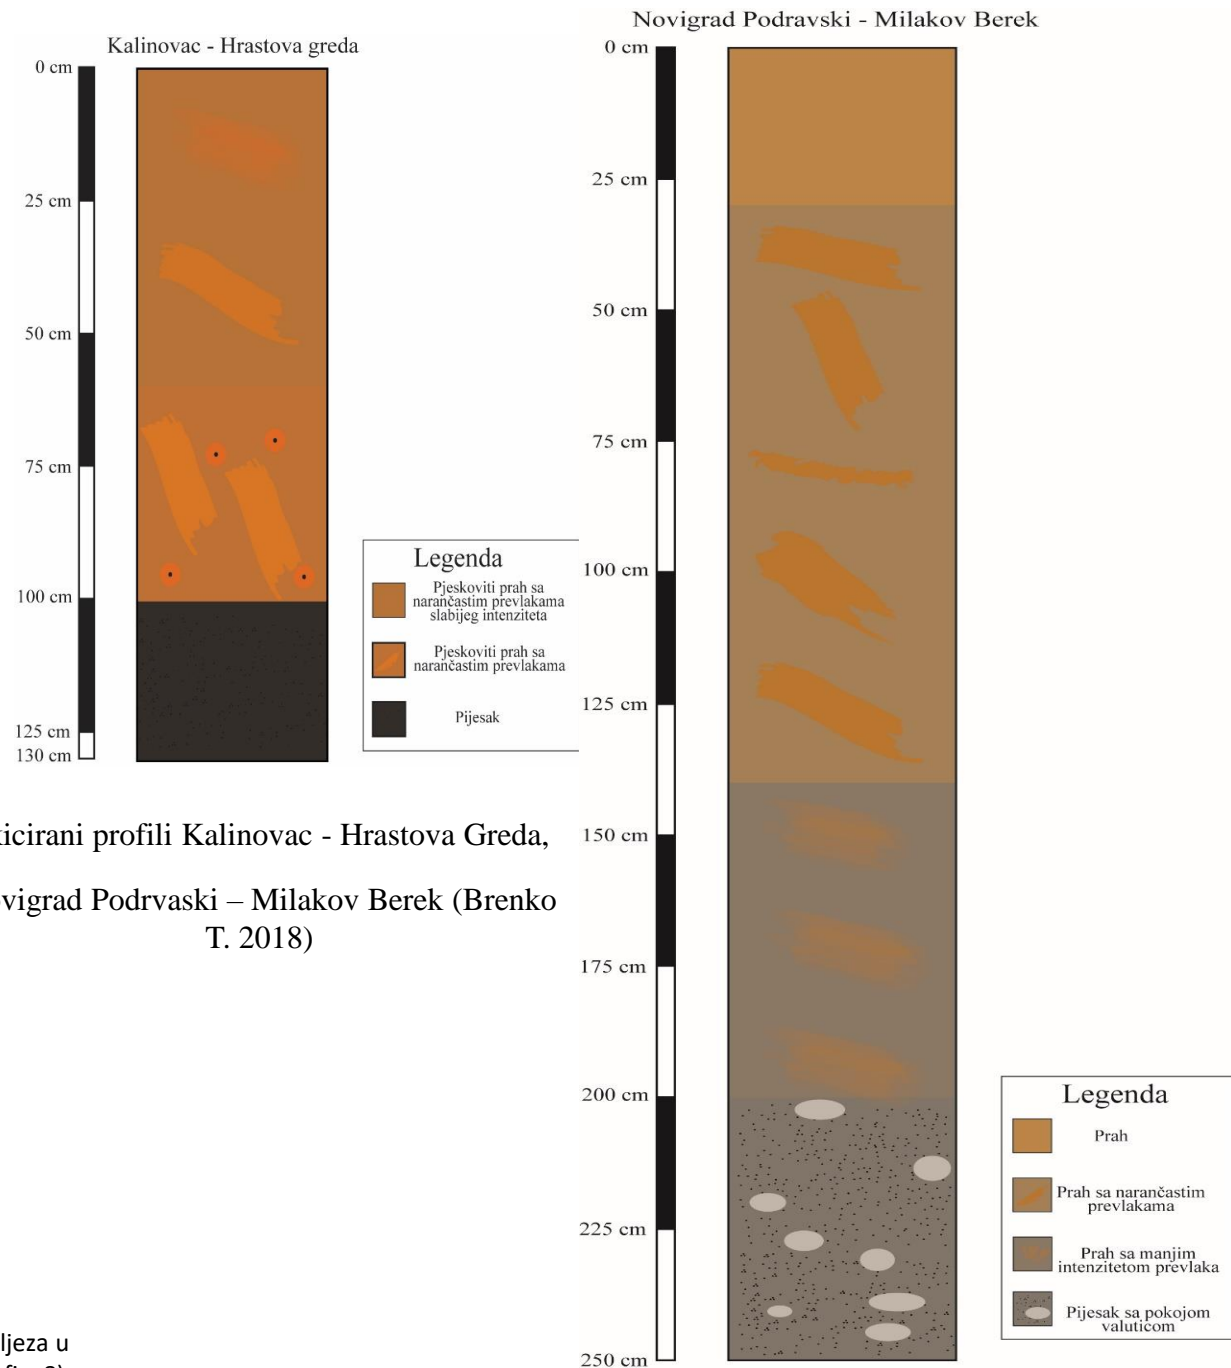 Kalinovac - Hrastova greda
0 cm
25 cm
50 cm
75 cm
100 cm
125 cm
130 cm
Legenda
Pjeskoviti prah sa
narančastim prevlakama
slabijeg intenziteta
Pjeskoviti prah sa
narančastim prevlakama
Pijesak
icirani profili Kalinovac - Hrastova Greda,
vigrad Podrvaski – Milakov Berek (Brenko
T. 2018)
ljeza u
Novigrad Podravski - Milakov Berek
0 cm
25 cm
50 cm
75 cm
100 cm
125 cm
150 cm
175 cm
200 cm
225 cm
250 cm
Legenda
Prah
Prah sa narančastim
prevlakama
Prah sa manjim
intenzitetom prevlaka
Pijesak sa pokojom
valuticom